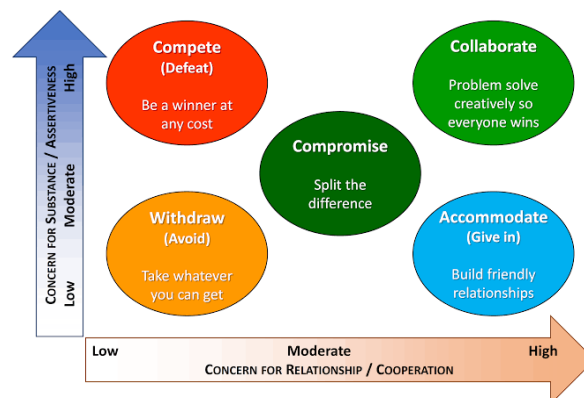 Compete
(Defeat)
Be a winner at
any cost
Collaborate
Problem solve
creatively so
everyone wins
Compromise
Split the
difference
Withdraw
(Avoid)
Take whatever
you can get
Accommodate
(Give in)
Build friendly
relationships
CONCERN FOR SUBSTANCE / ASSERTIVENESS
Low Moderate High
Low Moderate High
CONCERN FOR RELATIONSHIP / COOPERATION